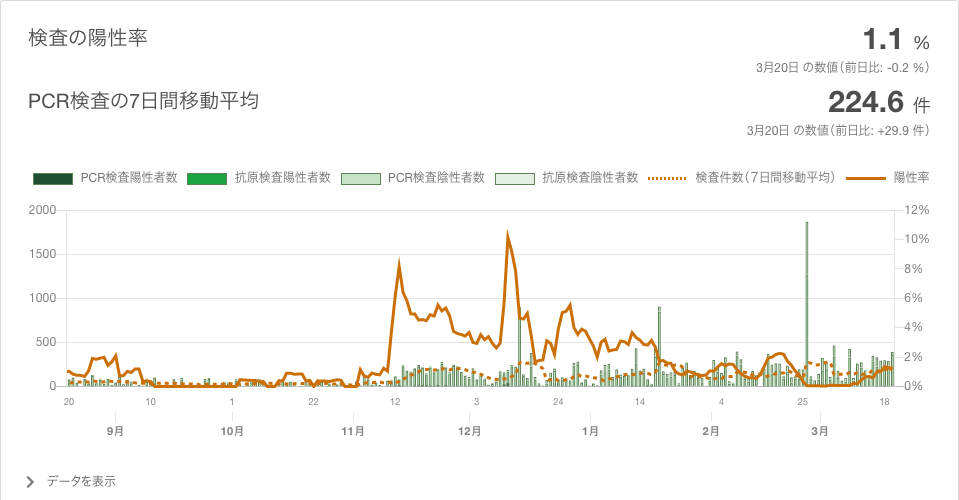 検査の陽性率
1.1 %
3月20日 の数値（前日比: -0.2 %）
PCR検査の7日間移動平均
224.6 件
3月20日 の数値（前日比: +29.9 件）
PCR検査陽性者数 抗原検査陽性者数 PCR検査陰性者数 抗原検査陰性者数 検査件数（7日間移動平均） 陽性率
2000 12%
10%
1500
8%
1000 6%
4%
500
2%
0 0%
20 10 1 22 12 3 24 14 4 25 18
9月 10月 11月 12月 1月 2月 3月
データを表示